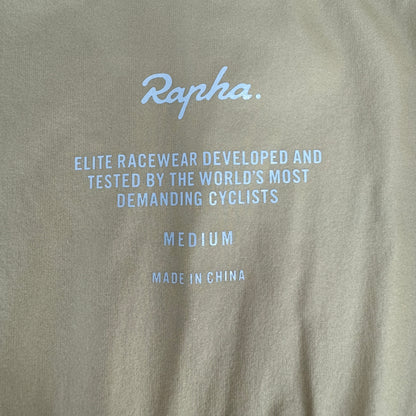 Rapha.
ELITE RACEWEAR DEVELOPED AND
TESTED BY THE WORLD'S MOST
DEMANDING CYCLISTS
MEDIUM
MADE IN CHINA